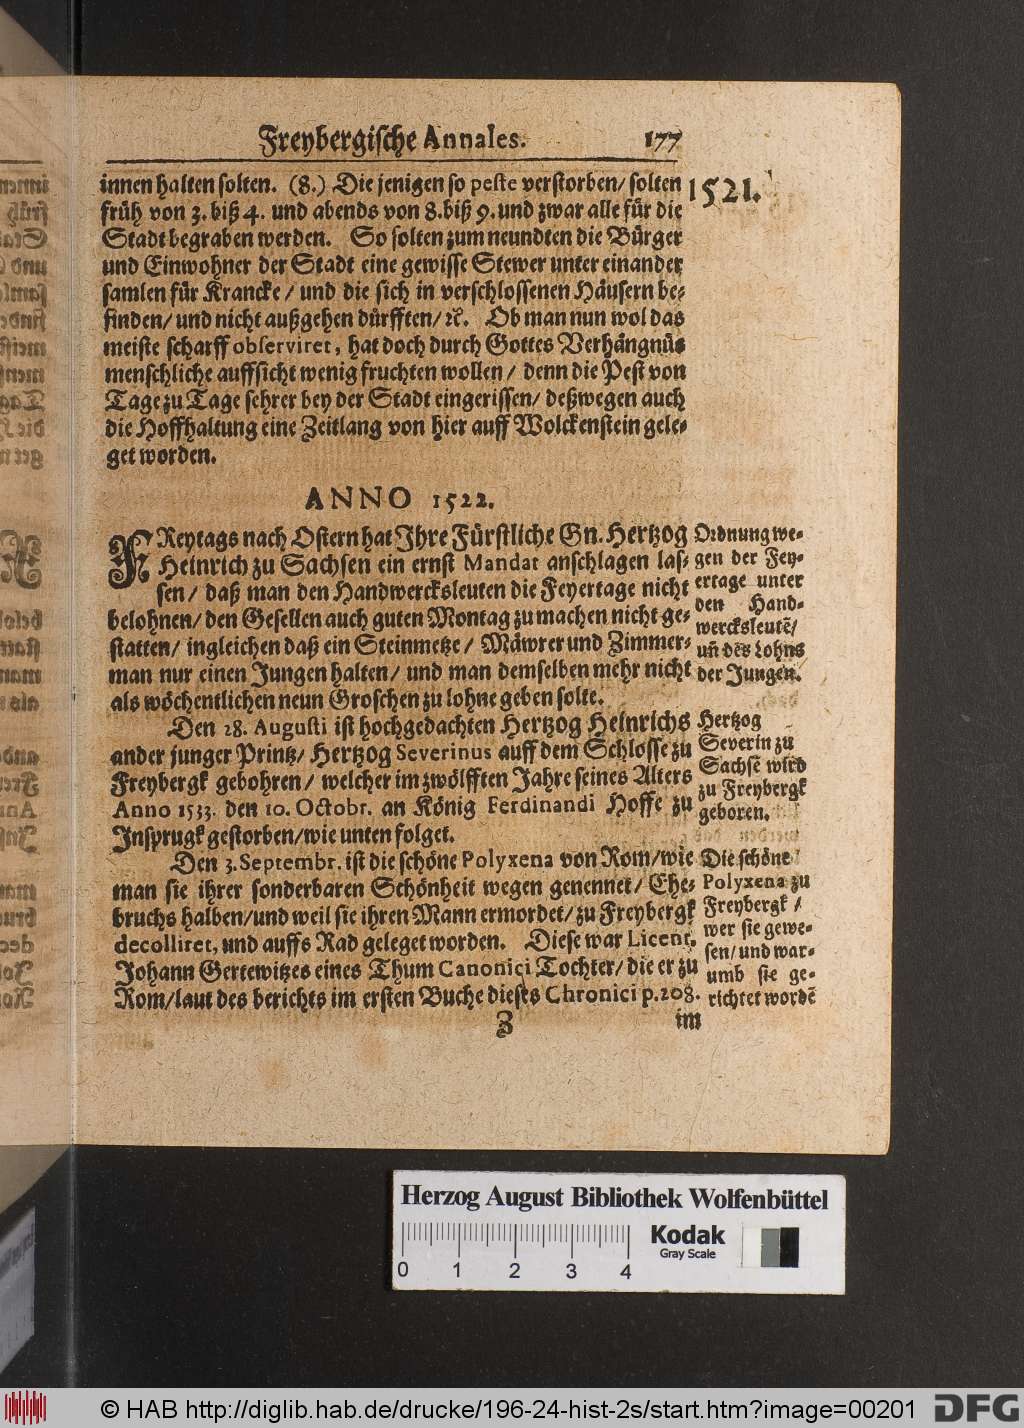 Freybergische Annales. 177
1521.
innen halten solten. (8.) Die jenigen so peste verstorben/ solten
früh von 3. biß 4. und abends von 8. biß 9. und zwar alle für die
Stadt begraben werden. So solten zum neundten die Bürger
und Einwohner der Stadt eine gewisse Stewer unter einander
samlen für Krancke / und die sich in verschlossenen Häusern be-
finden/ und nicht außgehen dürfften/ ꝛc. Ob man nun wol das
meiste scharff observiret, hat doch durch Gottes Verhängnüs
menschliche auffsicht wenig fruchten wollen / denn die Pest von
Tage zu Tage sehrer bey der Stadt eingerissen/ deßwegen auch
die Hoffhaltung eine Zeitlang von hier auff Wolckenstein gele-
get worden.
ANNO 1522.
FReytags nach Ostern hat Ihre Fürstliche Gn. Hertzog
Heinrich zu Sachsen ein ernst Mandat anschlagen las-
sen / daß man den Handwercksleuten die Feyertage nicht
belohnen/ den Gesellen auch guten Montag zu machen nicht ge-
statten/ ingleichen daß ein Steinmetze / Mäwrer und Zimmer-
man nur einen Jungen halten/ und man demselben mehr nicht
als wöchentlichen neun Groschen zu lohne geben solte.
Ordnung we-
gen der Fey-
ertage unter
den Hand-
wercksleutẽ/
uñ des Lohns
der Jungen.
Den 28. Augusti ist hochgedachten Hertzog Heinrichs
ander junger Printz/ Hertzog Severinus auff dem Schlosse zu
Freybergk gebohren / welcher im zwölfften Jahre seines Alters
Anno 1533. den 10. Octobr. an König Ferdinandi Hoffe zu
Insprugk gestorben/ wie unten folget.
Hertzog
Severin zu
Sachsẽ wird
zu Freybergk
geboren.
Den 3. Septembr. ist die schöne Polyxena von Rom/ wie
man sie ihrer sonderbaren Schönheit wegen genennet/ Ehe-
bruchs halben/ und weil sie ihren Mann ermordet/ zu Freybergk
decolliret, und auffs Rad geleget worden. Diese war Licent.
Johann Gertewitzes eines Thum Canonici Tochter/ die er zu
Rom/ laut des berichts im ersten Buche dieses Chronici p. 208.
Die schöne
Polyxena zu
Freybergk /
wer sie gewe-
sen/ und war-
umb sie ge-
richtet wordẽ
Z im
Herzog August Bibliothek Wolfenbüttel
Kodak
Gray Scale
0 1 2 3 4
© HAB http://diglib.hab.de/drucke/196-24-hist-2s/start.htm?image=00201
DFG